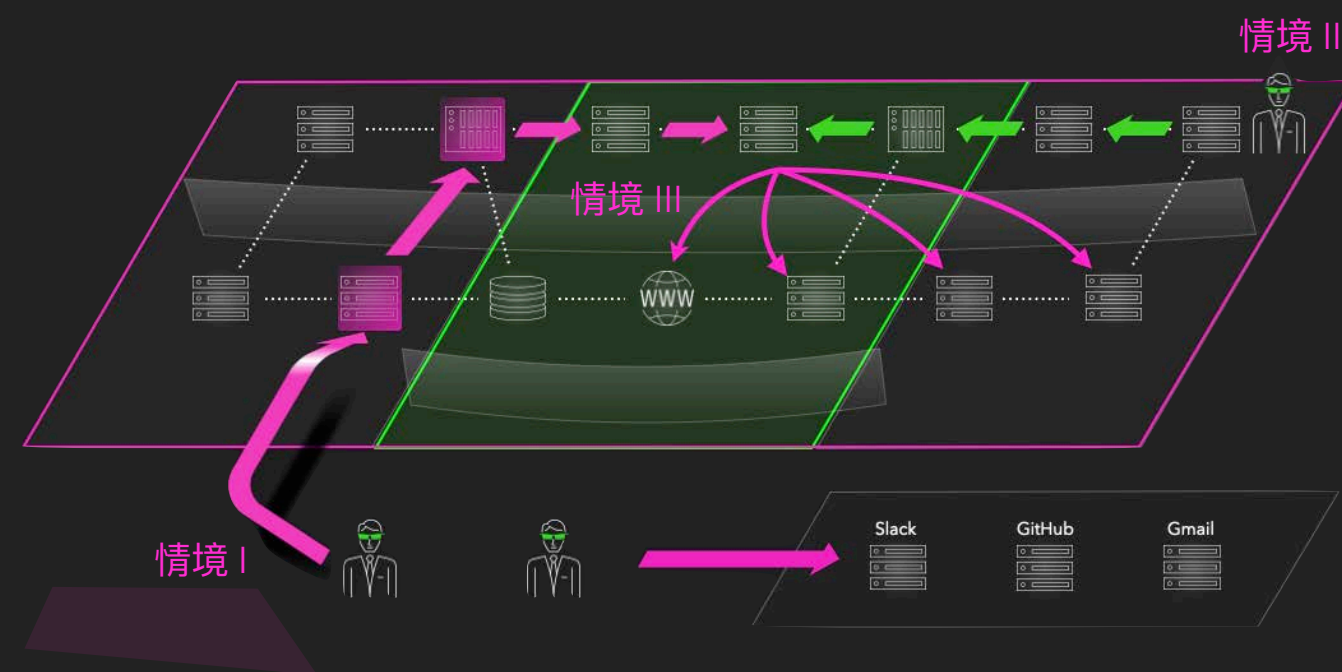 情境 II
情境 III
WWW
情境 I
Slack
GitHub
Gmail